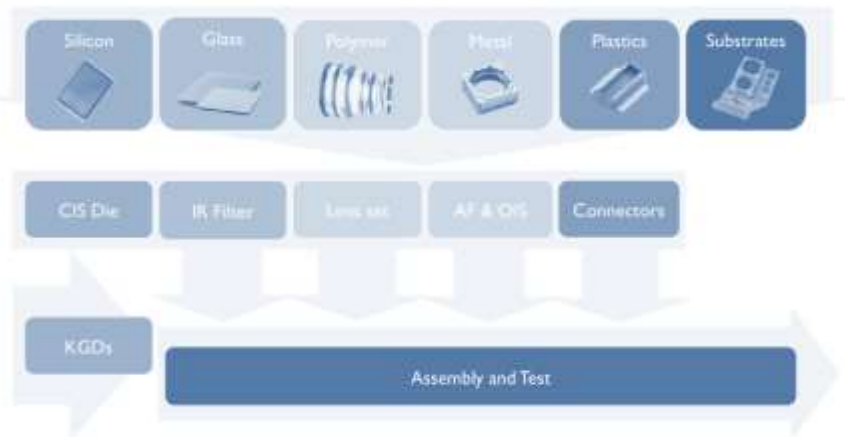 Silicon
Glass
Polymer
Metal
Plastics
Substrates
CIS Die
IR Filter
Lens set
AF & OIS
Connectors
KGDs
Assembly and Test